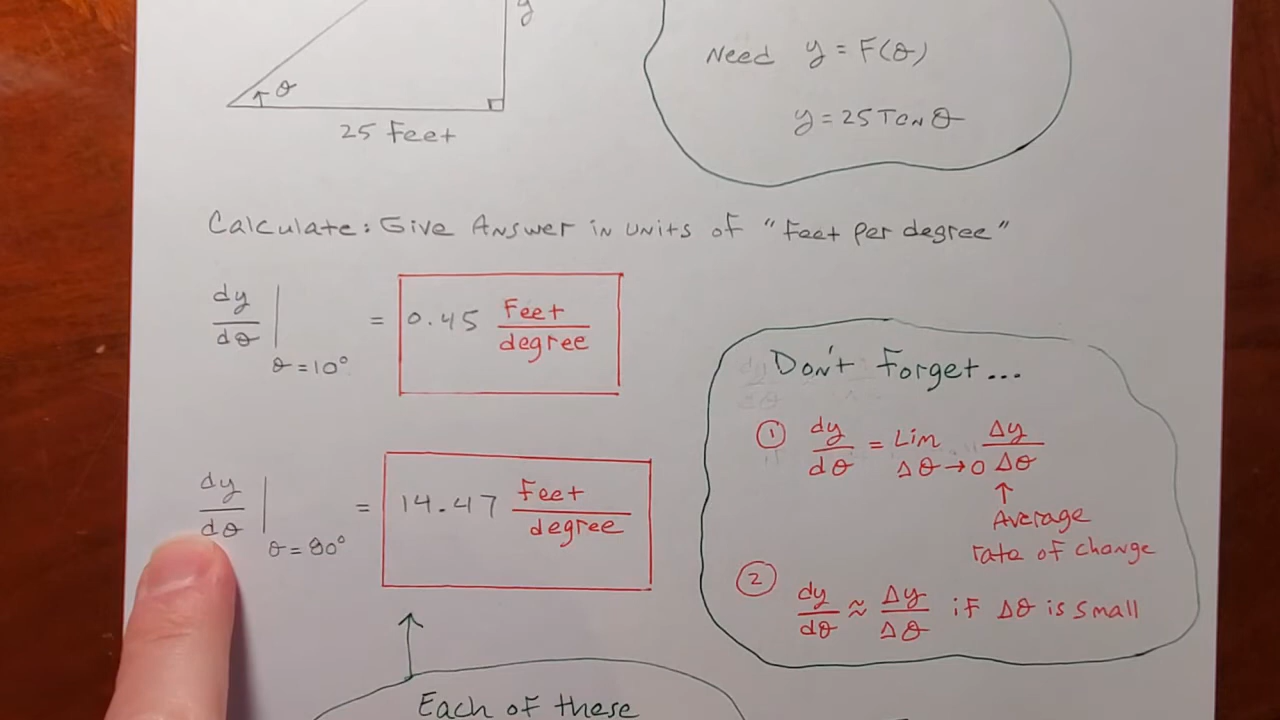 y
θ
25 Feet
Need y = F(θ)
y = 25 Tan θ
Calculate: Give Answer in units of "Feet per degree"
dy/dθ | θ = 10° = 0.45 Feet/degree
dy/dθ | θ = 80° = 14.47 Feet/degree
Don't Forget...
① dy/dθ = Lim Δθ→0 Δy/Δθ
↑
Average
rate of change
② dy/dθ ≈ Δy/Δθ if Δθ is small
Each of these